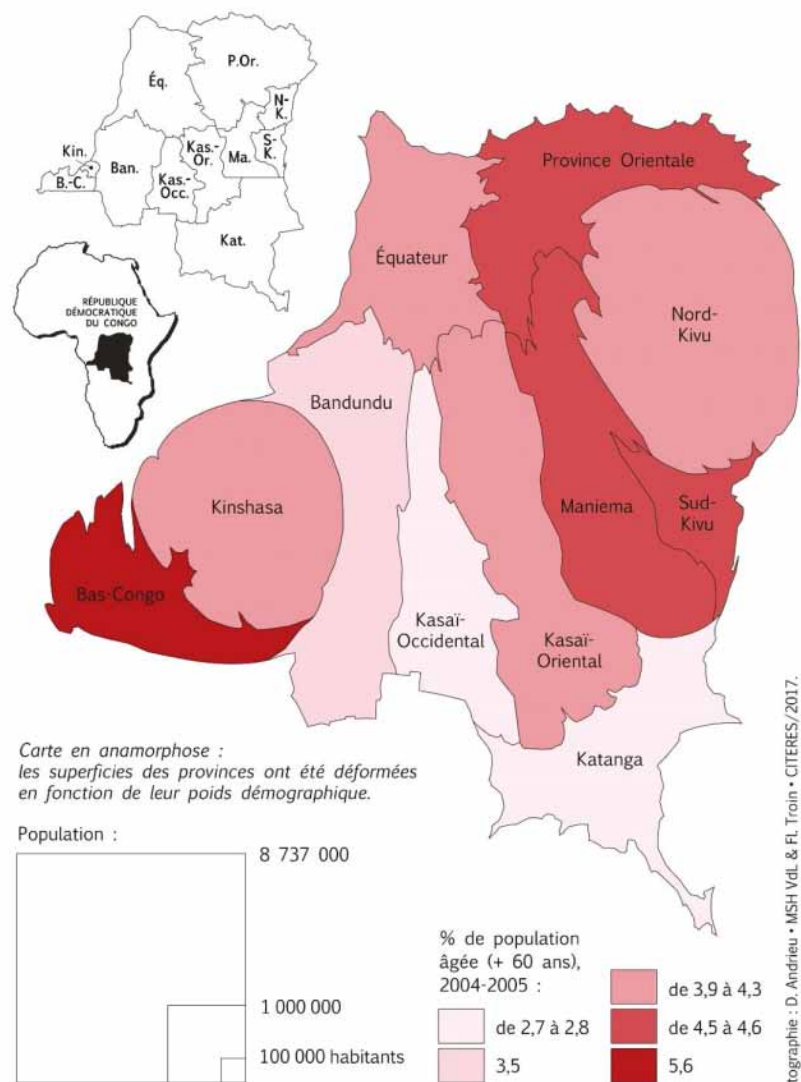 P.Or.
Éq.
N-
K.
Kin.
Kas.-
Or.
S-
K.
Ban.
Ma.
B.-C.
Kas.-
Occ.
Kat.
RÉPUBLIQUE
DÉMOCRATIQUE
DU CONGO
Province Orientale
Équateur
Nord-
Kivu
Bandundu
Kinshasa
Maniema
Sud-
Kivu
Bas-Congo
Kasaï-
Occidental
Kasaï-
Oriental
Katanga
Carte en anamorphose :
les superficies des provinces ont été déformées
en fonction de leur poids démographique.
Population :
8 737 000
1 000 000
100 000 habitants
% de population
âgée (+ 60 ans),
2004-2005 :
de 2,7 à 2,8
3,5
de 3,9 à 4,3
de 4,5 à 4,6
5,6
tographie : D. Andrieu • MSH VdL & Fl. Troin • CITERES/2017.